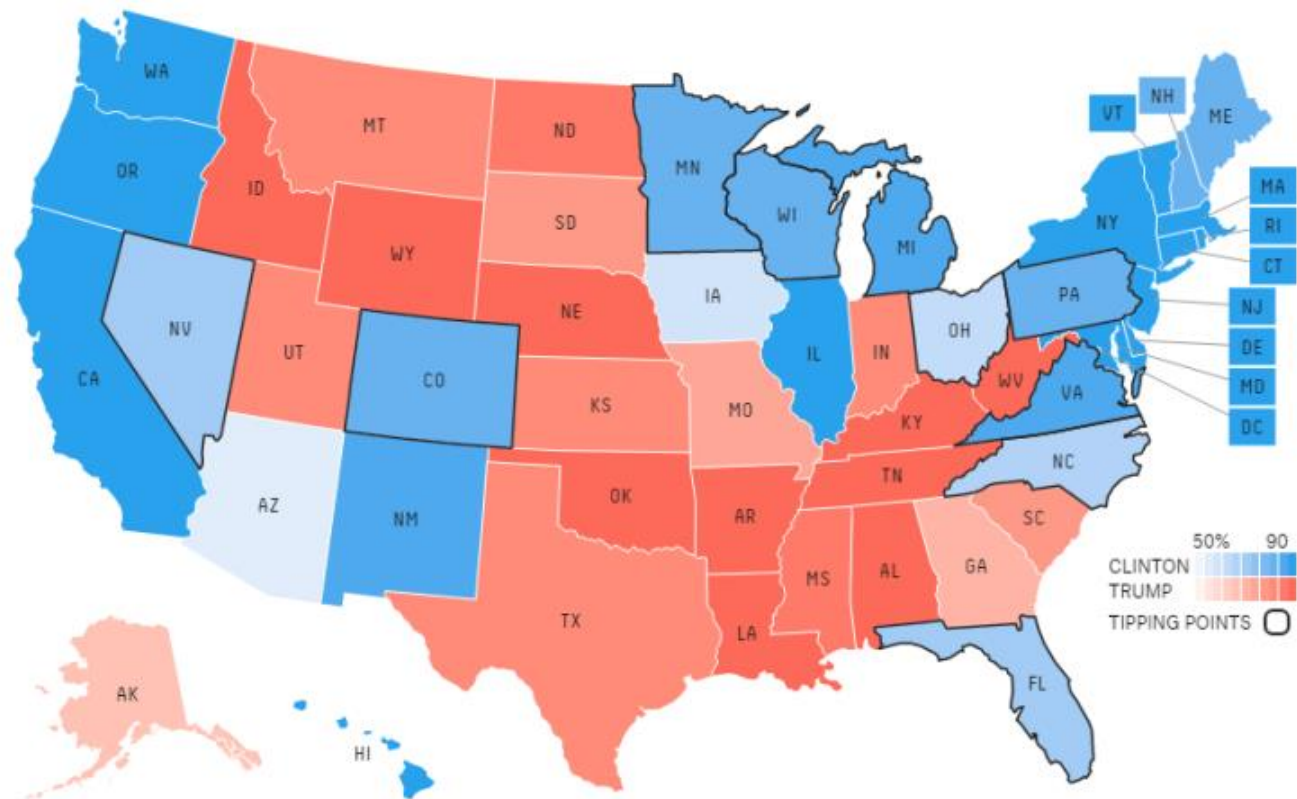 WA
VT
NH
ME
MT
ND
OR
MN
ID
SD
WI
MA
NY
RI
MI
CT
WY
IA
PA
NJ
NE
NV
OH
UT
IL
IN
DE
CA
CO
WV
MD
VA
KS
MO
KY
DC
NC
TN
AZ
NM
OK
AR
SC
50% 90
CLINTON
TRUMP
TIPPING POINTS
GA
MS
AL
TX
LA
FL
AK
HI